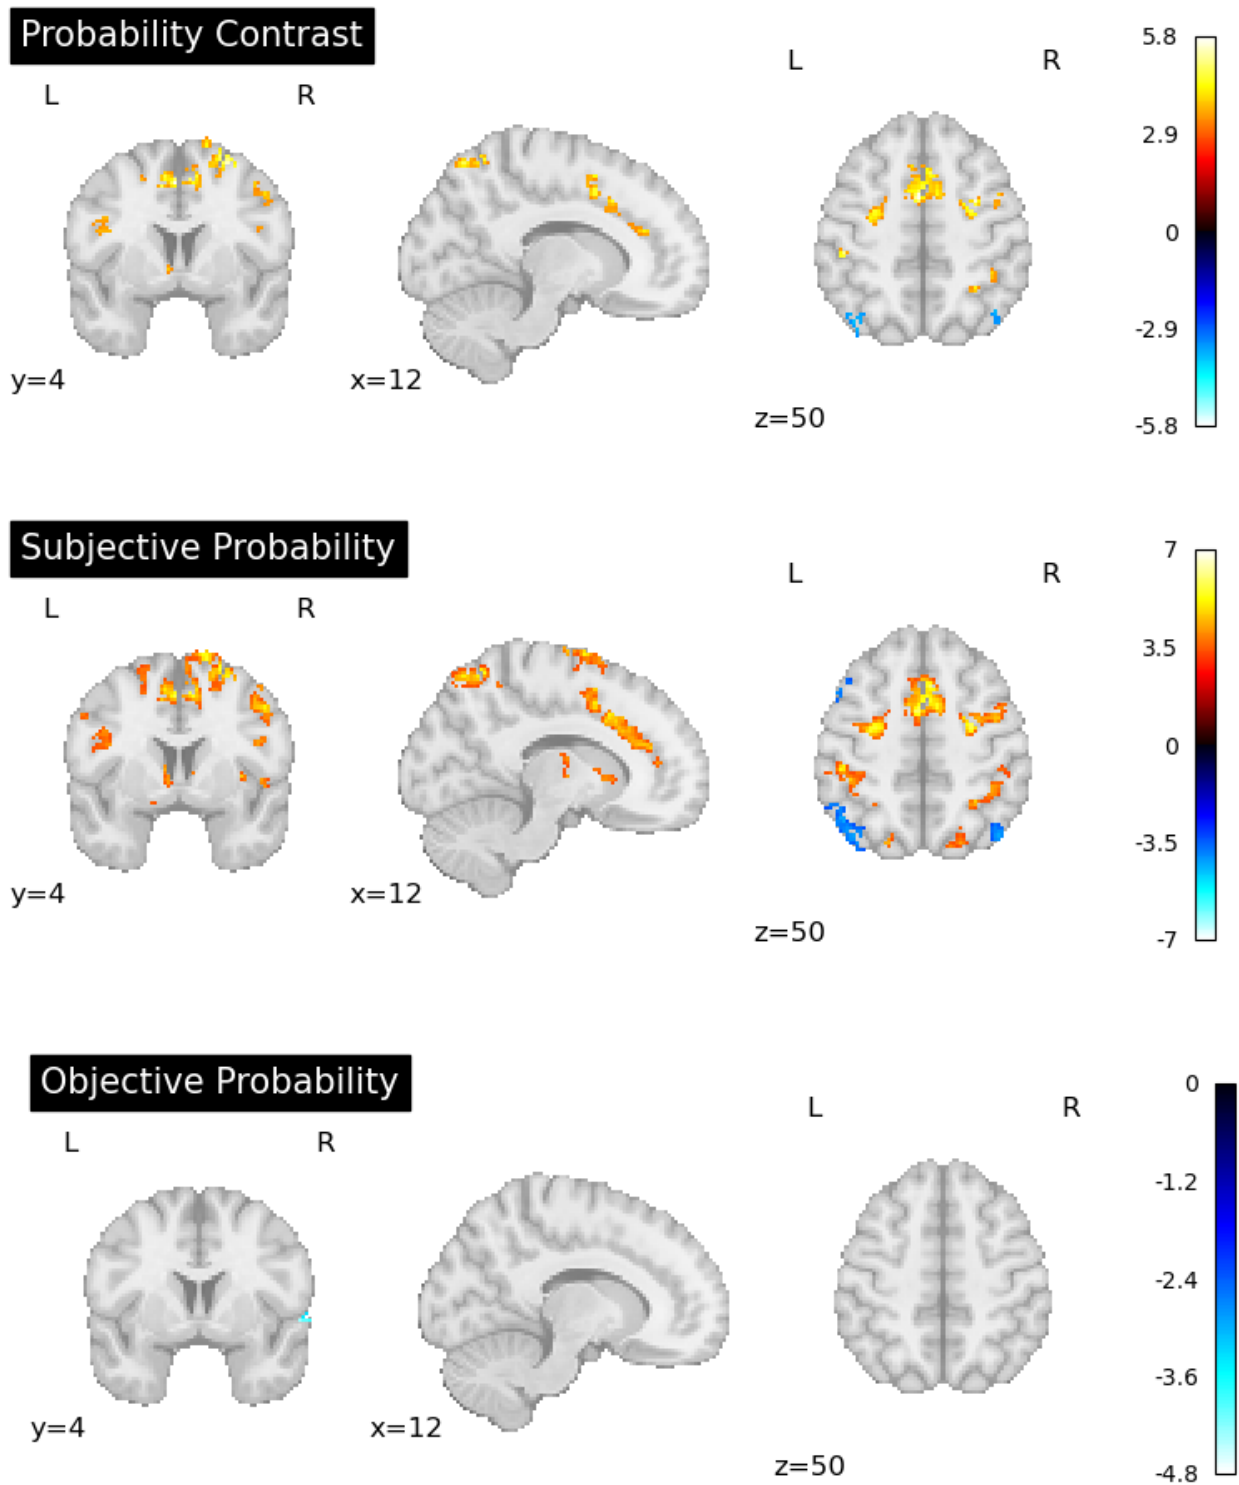 Probability Contrast
L R L R
5.8
2.9
0
-2.9
-5.8
y=4 x=12 z=50
Subjective Probability
L R L R
7
3.5
0
-3.5
-7
y=4 x=12 z=50
Objective Probability
L R L R
0
-1.2
-2.4
-3.6
-4.8
y=4 x=12 z=50